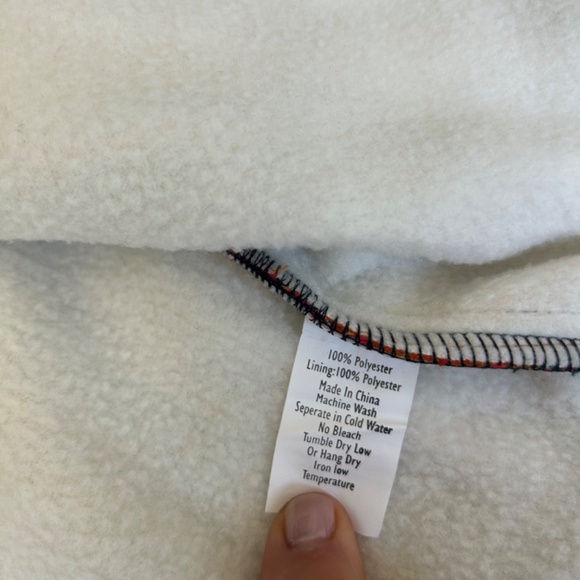 100% Polyester
Lining:100% Polyester
Made In China
Machine Wash
Seperate in Cold Water
No Bleach
Tumble Dry Low
Or Hang Dry
Iron low
Temperature